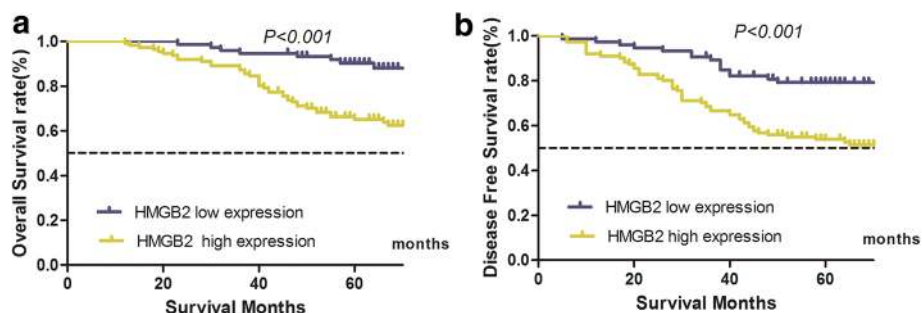 a
P<0.001
Overall Survival rate(%)
1.0
0.8
0.6
0.4
0.2
0.0
HMGB2 low expression
HMGB2 high expression
months
0
20
40
60
Survival Months
b
P<0.001
Disease Free Survival rate(%)
1.0
0.8
0.6
0.4
0.2
0.0
HMGB2 low expression
HMGB2 high expression
months
0
20
40
60
Survival Months